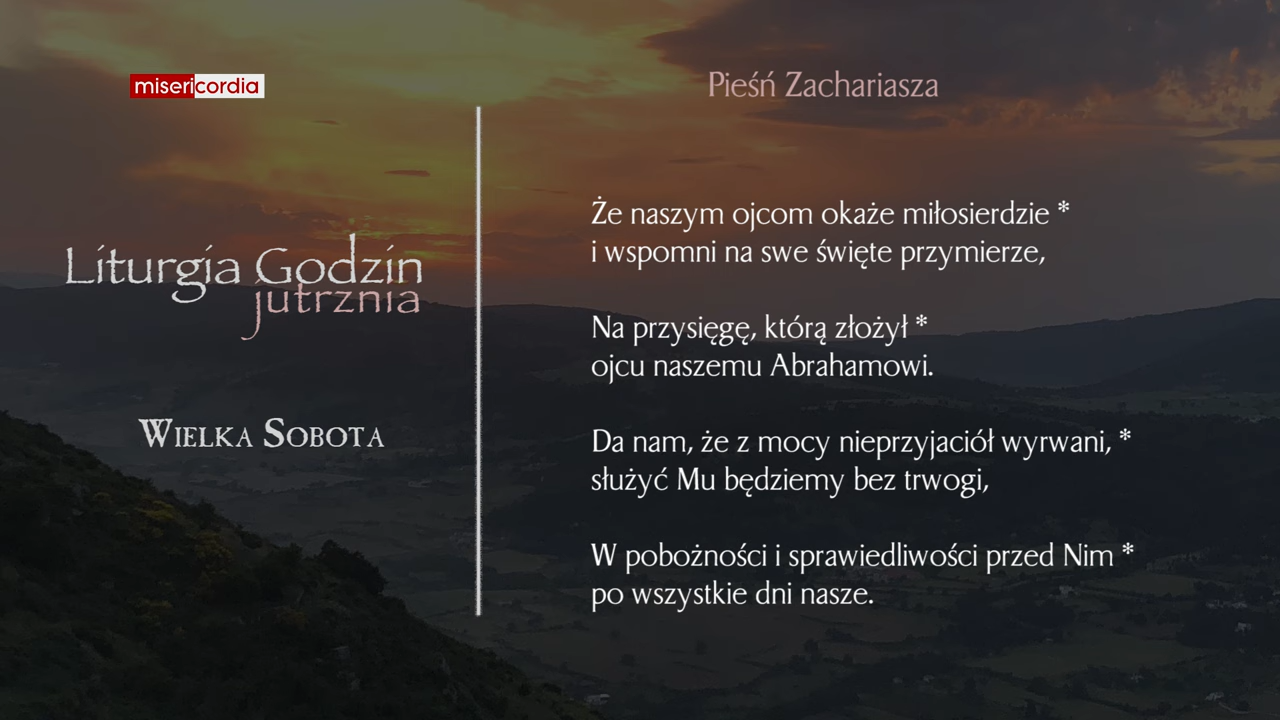 misericordia
Liturgia Godzin
jutrznia
Wielka Sobota
Pieśń Zachariasza
Że naszym ojcom okaże miłosierdzie *
i wspomni na swe święte przymierze,
Na przysięgę, którą złożył *
ojcu naszemu Abrahamowi.
Da nam, że z mocy nieprzyjaciół wyrwani, *
służyć Mu będziemy bez trwogi,
W pobożności i sprawiedliwości przed Nim *
po wszystkie dni nasze.